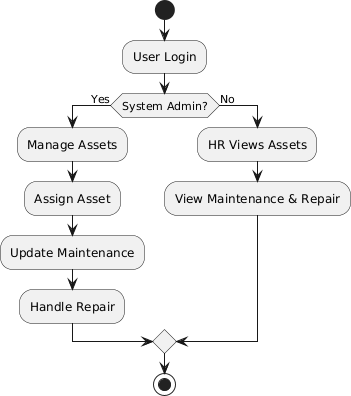 User Login
Yes
System Admin?
No
Manage Assets
HR Views Assets
Assign Asset
View Maintenance & Repair
Update Maintenance
Handle Repair